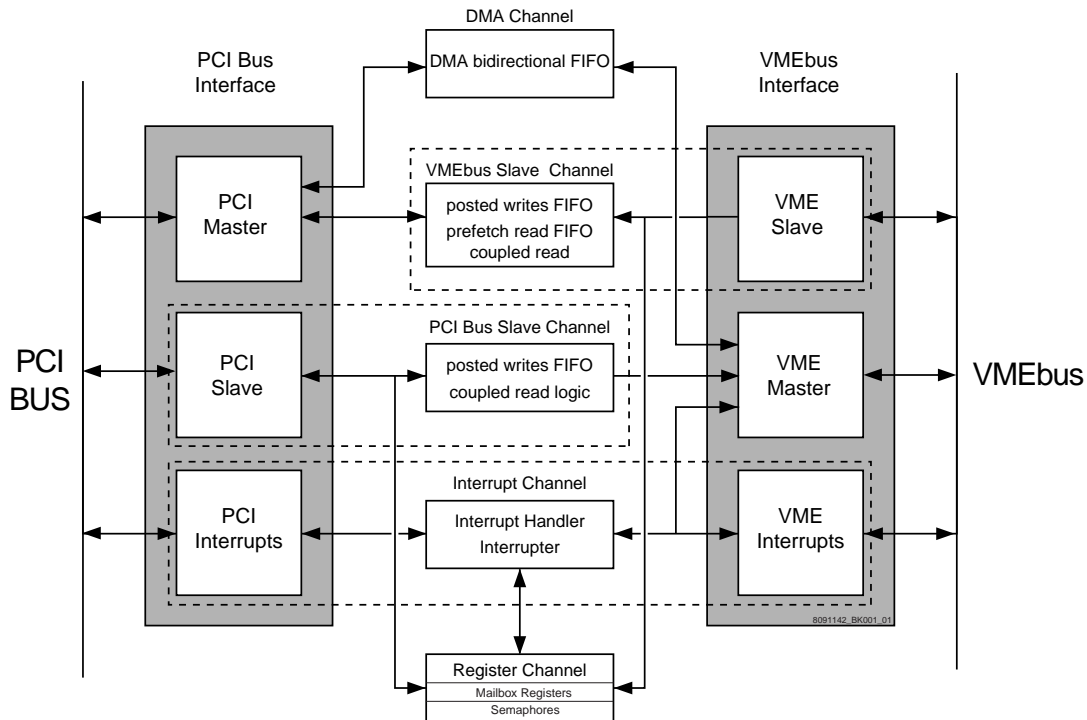 DMA Channel
DMA bidirectional FIFO
PCI Bus
Interface
VMEbus
Interface
PCI
Master
VMEbus Slave Channel
posted writes FIFO
prefetch read FIFO
coupled read
VME
Slave
PCI
BUS
PCI
Slave
PCI Bus Slave Channel
posted writes FIFO
coupled read logic
VME
Master
VMEbus
PCI
Interrupts
Interrupt Channel
Interrupt Handler
Interrupter
VME
Interrupts
8091142_BK001_01
Register Channel
Mailbox Registers
Semaphores